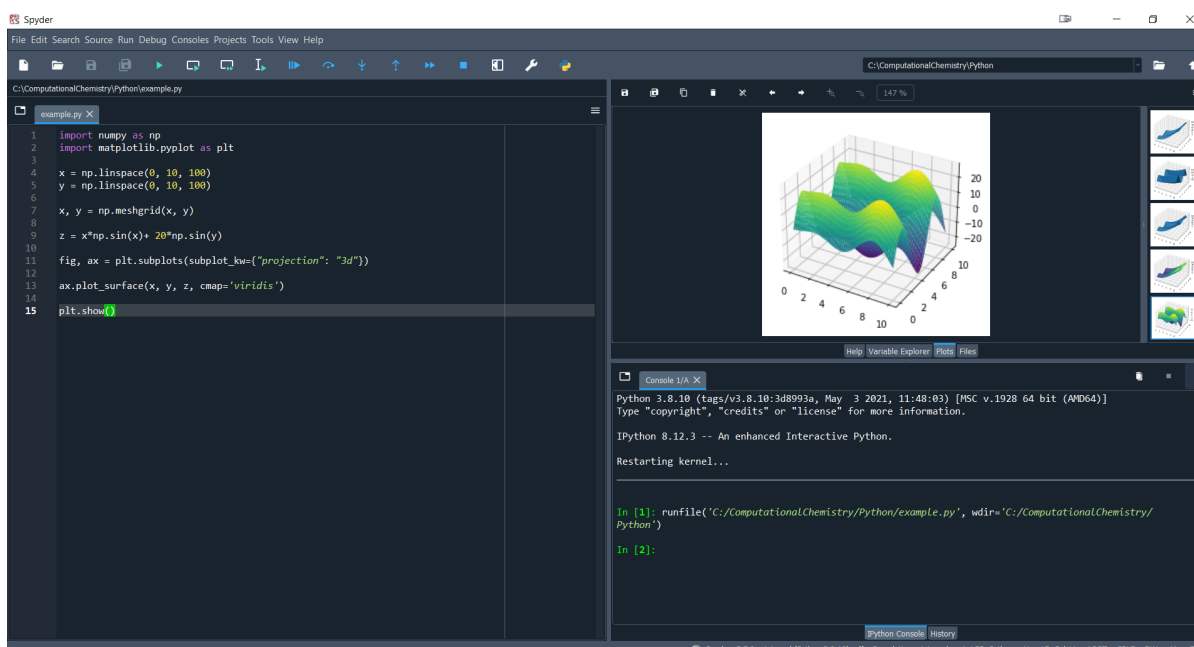 Spyder
File Edit Search Source Run Debug Consoles Projects Tools View Help
C:\ComputationalChemistry\Python
C:\ComputationalChemistry\Python\example.py
example.py
1 import numpy as np
2 import matplotlib.pyplot as plt
3
4 x = np.linspace(0, 10, 100)
5 y = np.linspace(0, 10, 100)
6
7 x, y = np.meshgrid(x, y)
8
9 z = x*np.sin(x)+ 20*np.sin(y)
10
11 fig, ax = plt.subplots(subplot_kw={"projection": "3d"})
12
13 ax.plot_surface(x, y, z, cmap='viridis')
14
15 plt.show()
147 %
20
10
0
−10
−20
0 2 4 6 8 10
0 2 4 6 8 10
Help Variable Explorer Plots Files
Console 1/A
Python 3.8.10 (tags/v3.8.10:3d8993a, May  3 2021, 11:48:03) [MSC v.1928 64 bit (AMD64)]
Type "copyright", "credits" or "license" for more information.
IPython 8.12.3 -- An enhanced Interactive Python.
Restarting kernel...
In [1]: runfile('C:/ComputationalChemistry/Python/example.py', wdir='C:/ComputationalChemistry/
Python')
In [2]:
IPython Console History